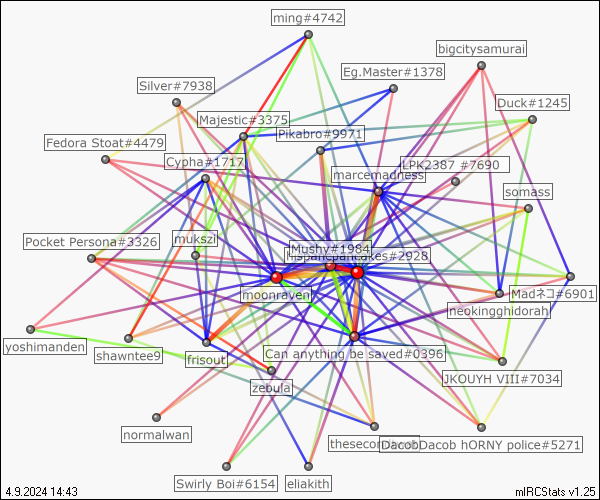 ming#4742
bigcitysamurai
Eg.Master#1378
Silver#7938
Duck#1245
Majestic#3375
Pikabro#9971
Fedora Stoat#4479
Cypha#1717
LPK2387 #7690
marcemadness
somass
Pocket Persona#3326
mukszi
Mushy#1984
pancakes#2928
moonraven
Madネコ#6901
neokingghidorah
yoshimanden
shawntee9
frisout
Can anything be saved#0396
JKOUYH VIII#7034
zebula
normalwan
Dacob hORNY police#5271
Swirly Boi#6154
eliakith
4.9.2024 14:43
mIRCStats v1.25